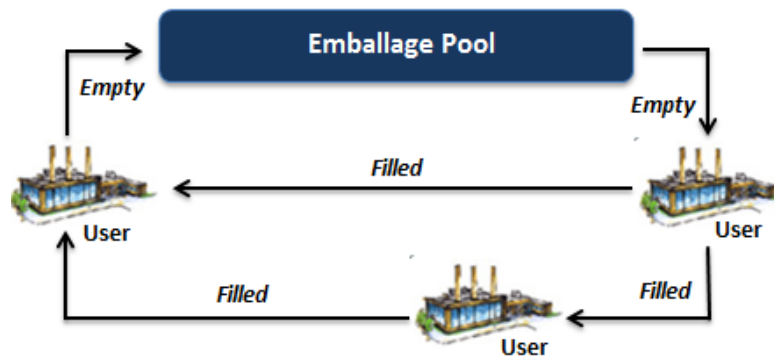 Emballage Pool
Empty
Empty
Filled
User
User
Filled
Filled
User